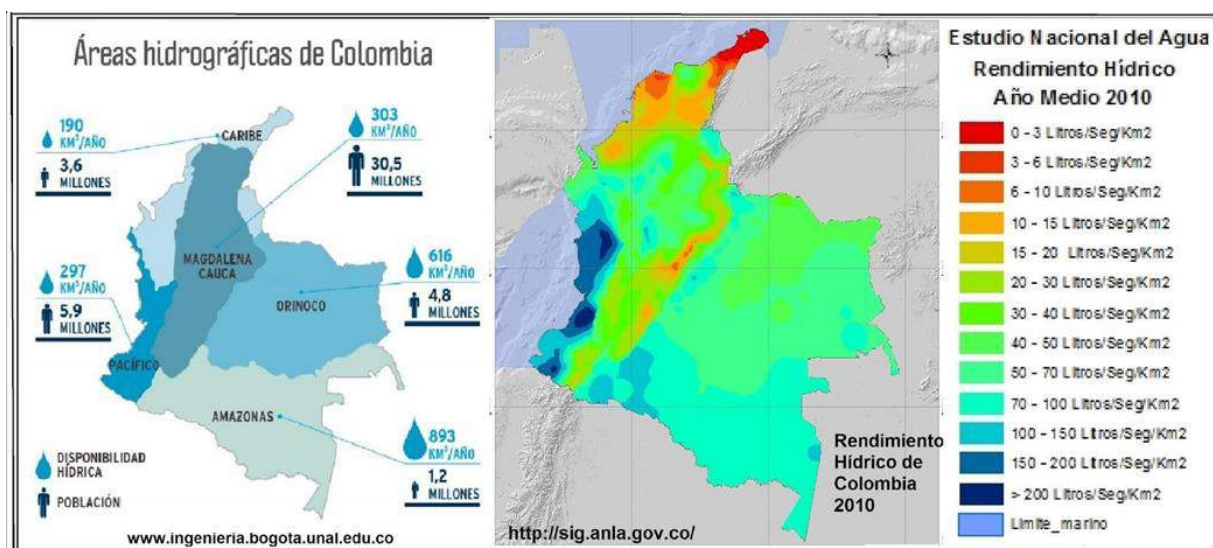 Áreas hidrográficas de Colombia
190
KM³/AÑO
3,6
MILLONES
CARIBE
303
KM³/AÑO
30,5
MILLONES
MAGDALENA
CAUCA
297
KM³/AÑO
5,9
MILLONES
PACÍFICO
616
KM³/AÑO
4,8
MILLONES
ORINOCO
AMAZONAS
893
KM³/AÑO
1,2
MILLONES
DISPONIBILIDAD
HÍDRICA
POBLACIÓN
www.ingenieria.bogota.unal.edu.co
Rendimiento
Hídrico de
Colombia
2010
http://sig.anla.gov.co/
Estudio Nacional del Agua
Rendimiento Hídrico
Año Medio 2010
0 - 3 Litros/Seg/Km2
3 - 6 Litros/Seg/Km2
6 - 10 Litros/Seg/Km2
10 - 15 Litros/Seg/Km2
15 - 20 Litros/Seg/Km2
20 - 30 Litros/Seg/Km2
30 - 40 Litros/Seg/Km2
40 - 50 Litros/Seg/Km2
50 - 70 Litros/Seg/Km2
70 - 100 Litros/Seg/Km2
100 - 150 Litros/Seg/Km2
150 - 200 Litros/Seg/Km2
> 200 Litros/Seg/Km2
Limite_marino